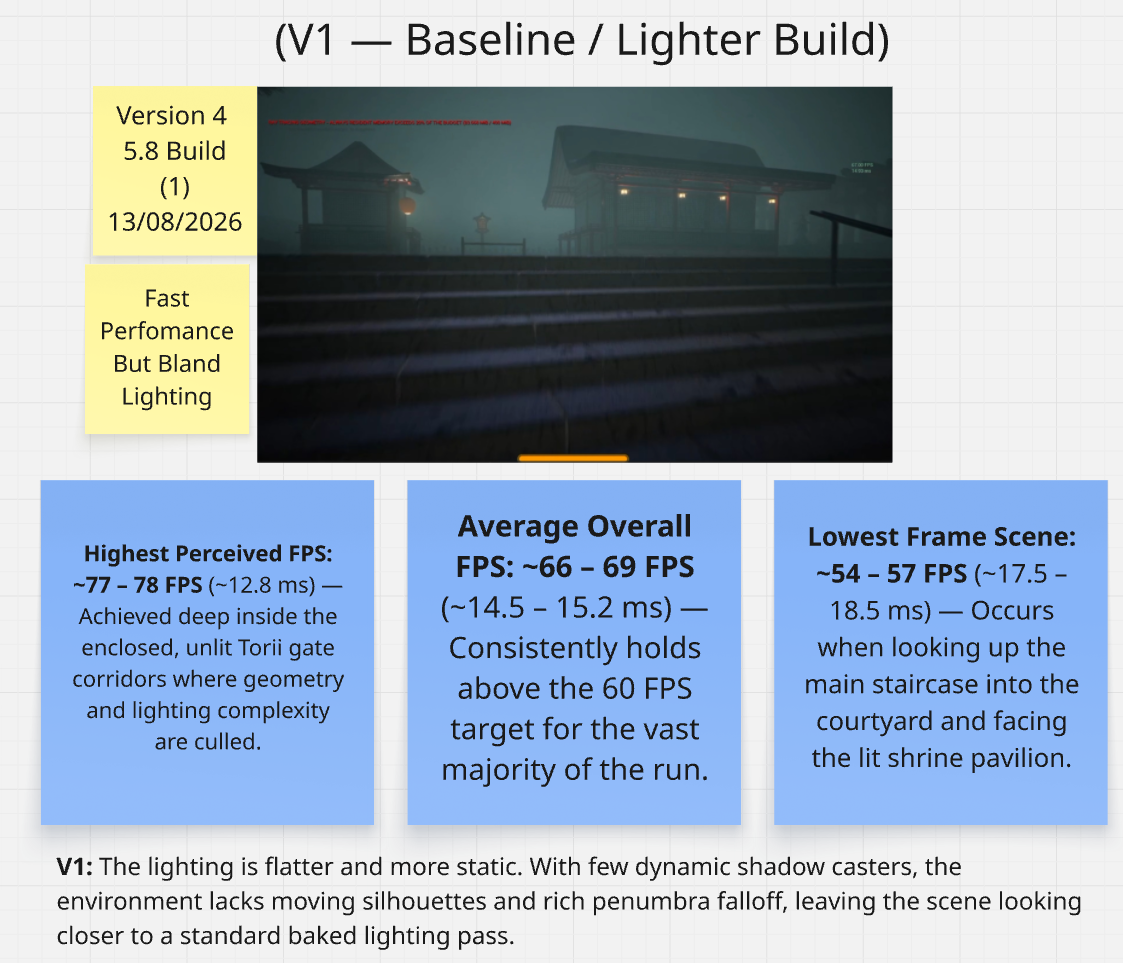 (V1 — Baseline / Lighter Build)
Version 4
5.8 Build
(1)
13/08/2026
Fast
Perfomance
But Bland
Lighting
Highest Perceived FPS:
~77 – 78 FPS (~12.8 ms) —
Achieved deep inside the
enclosed, unlit Torii gate
corridors where geometry
and lighting complexity
are culled.
Average Overall
FPS: ~66 – 69 FPS
(~14.5 – 15.2 ms) —
Consistently holds
above the 60 FPS
target for the vast
majority of the run.
Lowest Frame Scene:
~54 – 57 FPS (~17.5 –
18.5 ms) — Occurs
when looking up the
main staircase into the
courtyard and facing
the lit shrine pavilion.
V1: The lighting is flatter and more static. With few dynamic shadow casters, the
environment lacks moving silhouettes and rich penumbra falloff, leaving the scene looking
closer to a standard baked lighting pass.